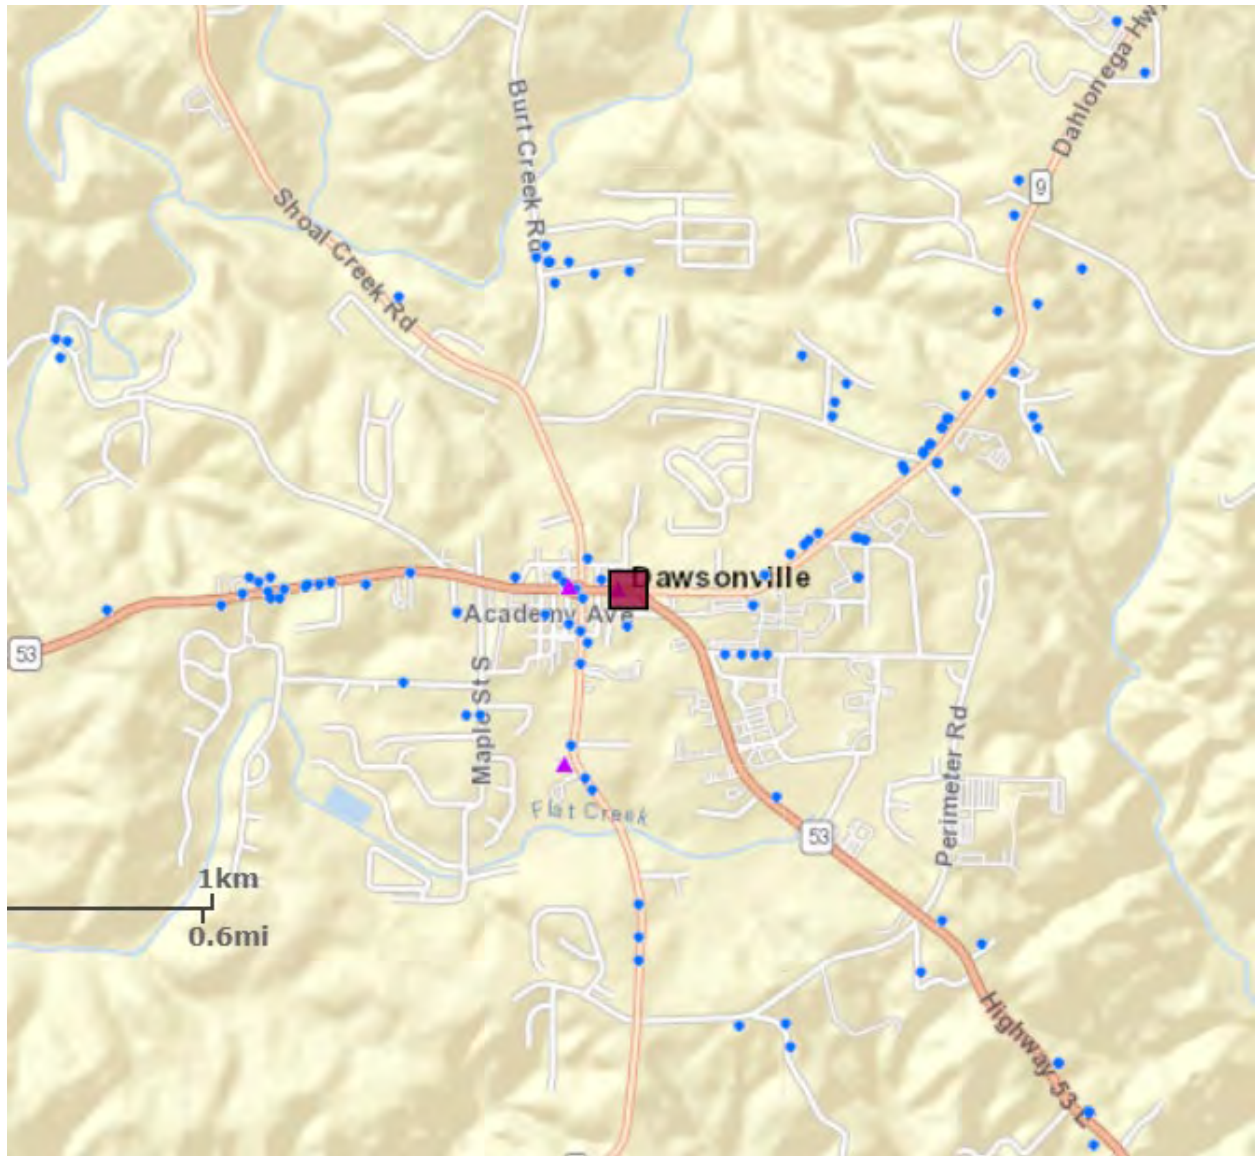 Dahlonega Hwy
Burt Creek Rd
9
Shoal Creek Rd
Dawsonville
Academy Ave
53
Maple St S
Perimeter Rd
Flat Creek
53
1km
0.6mi
Highway 53 E